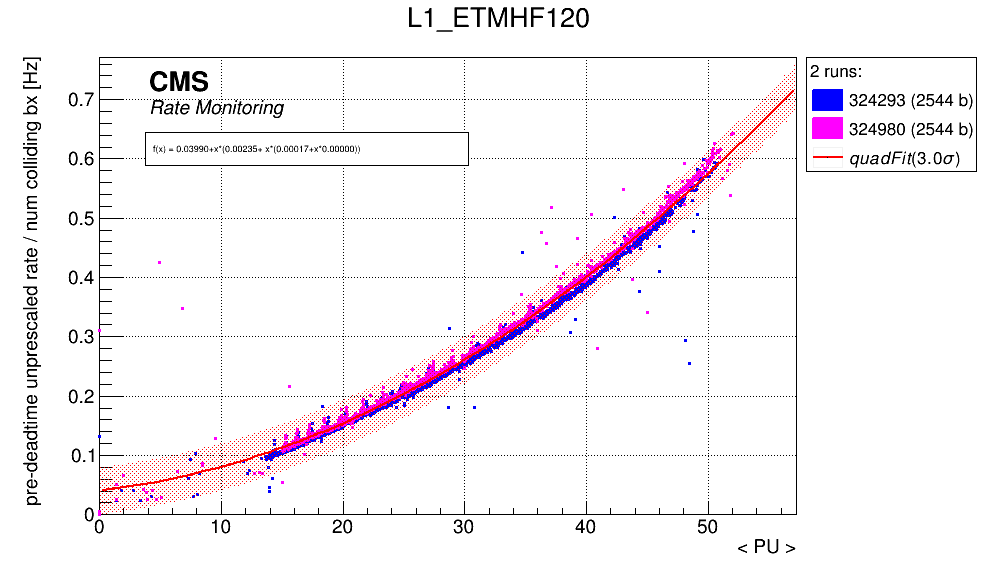 L1_ETMHF120
pre-deadtime unprescaled rate / num colliding bx [Hz]
CMS
Rate Monitoring
f(x) = 0.03990+x*(0.00235+ x*(0.00017+x*0.00000))
2 runs:
324293 (2544 b)
324980 (2544 b)
quadFit(3.0σ)
0.7
0.6
0.5
0.4
0.3
0.2
0.1
0
0 10 20 30 40 50
< PU >